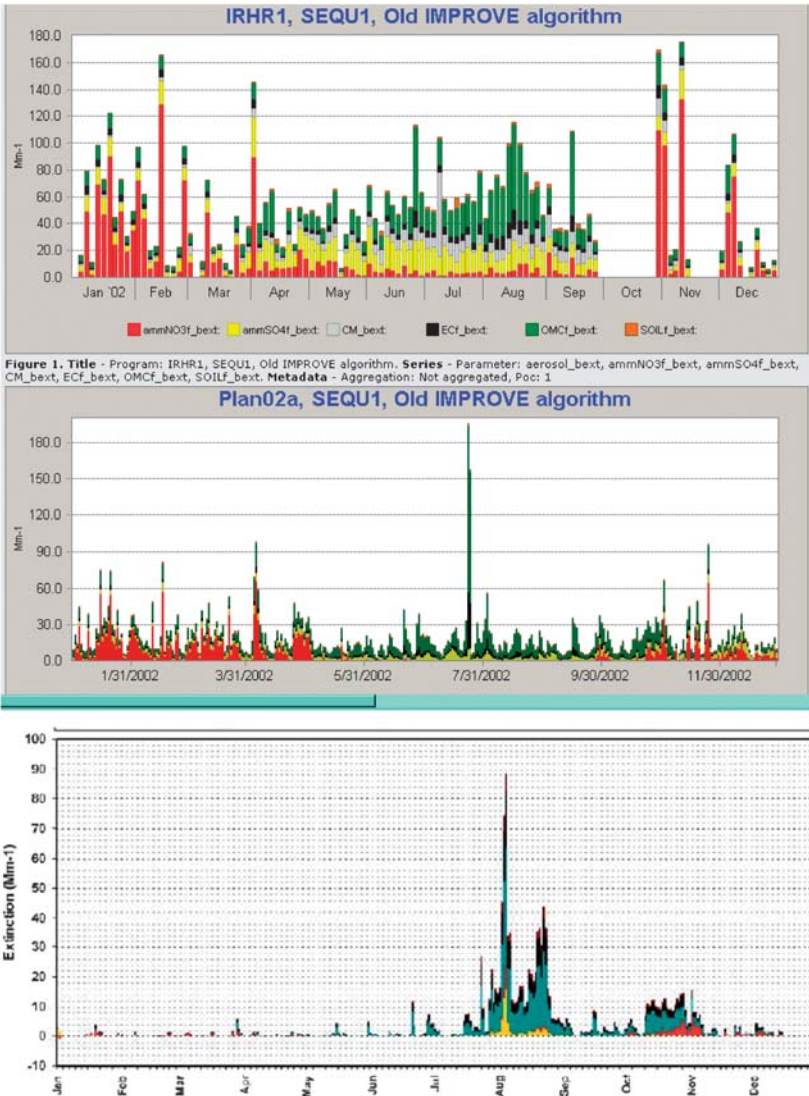 IRHR1, SEQU1, Old IMPROVE algorithm
180.0
160.0
140.0
120.0
100.0
80.0
60.0
40.0
20.0
0.0
Mm-1
Jan '02 Feb Mar Apr May Jun Jul Aug Sep Oct Nov Dec
ammNO3f_bext ammSO4f_bext CM_bext ECf_bext OMCf_bext SOILf_bext
Figure 1. Title - Program: IRHR1, SEQU1, Old IMPROVE algorithm. Series - Parameter: aerosol_bext, ammNO3f_bext, ammSO4f_bext,
CM_bext, ECf_bext, OMCf_bext, SOILf_bext. Metadata - Aggregation: Not aggregated, Poc: 1
Plan02a, SEQU1, Old IMPROVE algorithm
180.0
150.0
120.0
90.0
60.0
30.0
0.0
Mm-1
1/31/2002 3/31/2002 5/31/2002 7/31/2002 9/30/2002 11/30/2002
100
90
80
70
60
50
40
30
20
10
0
-10
Extinction (Mm-1)
Jan Feb Mar Apr May Jun Jul Aug Sep Oct Nov Dec